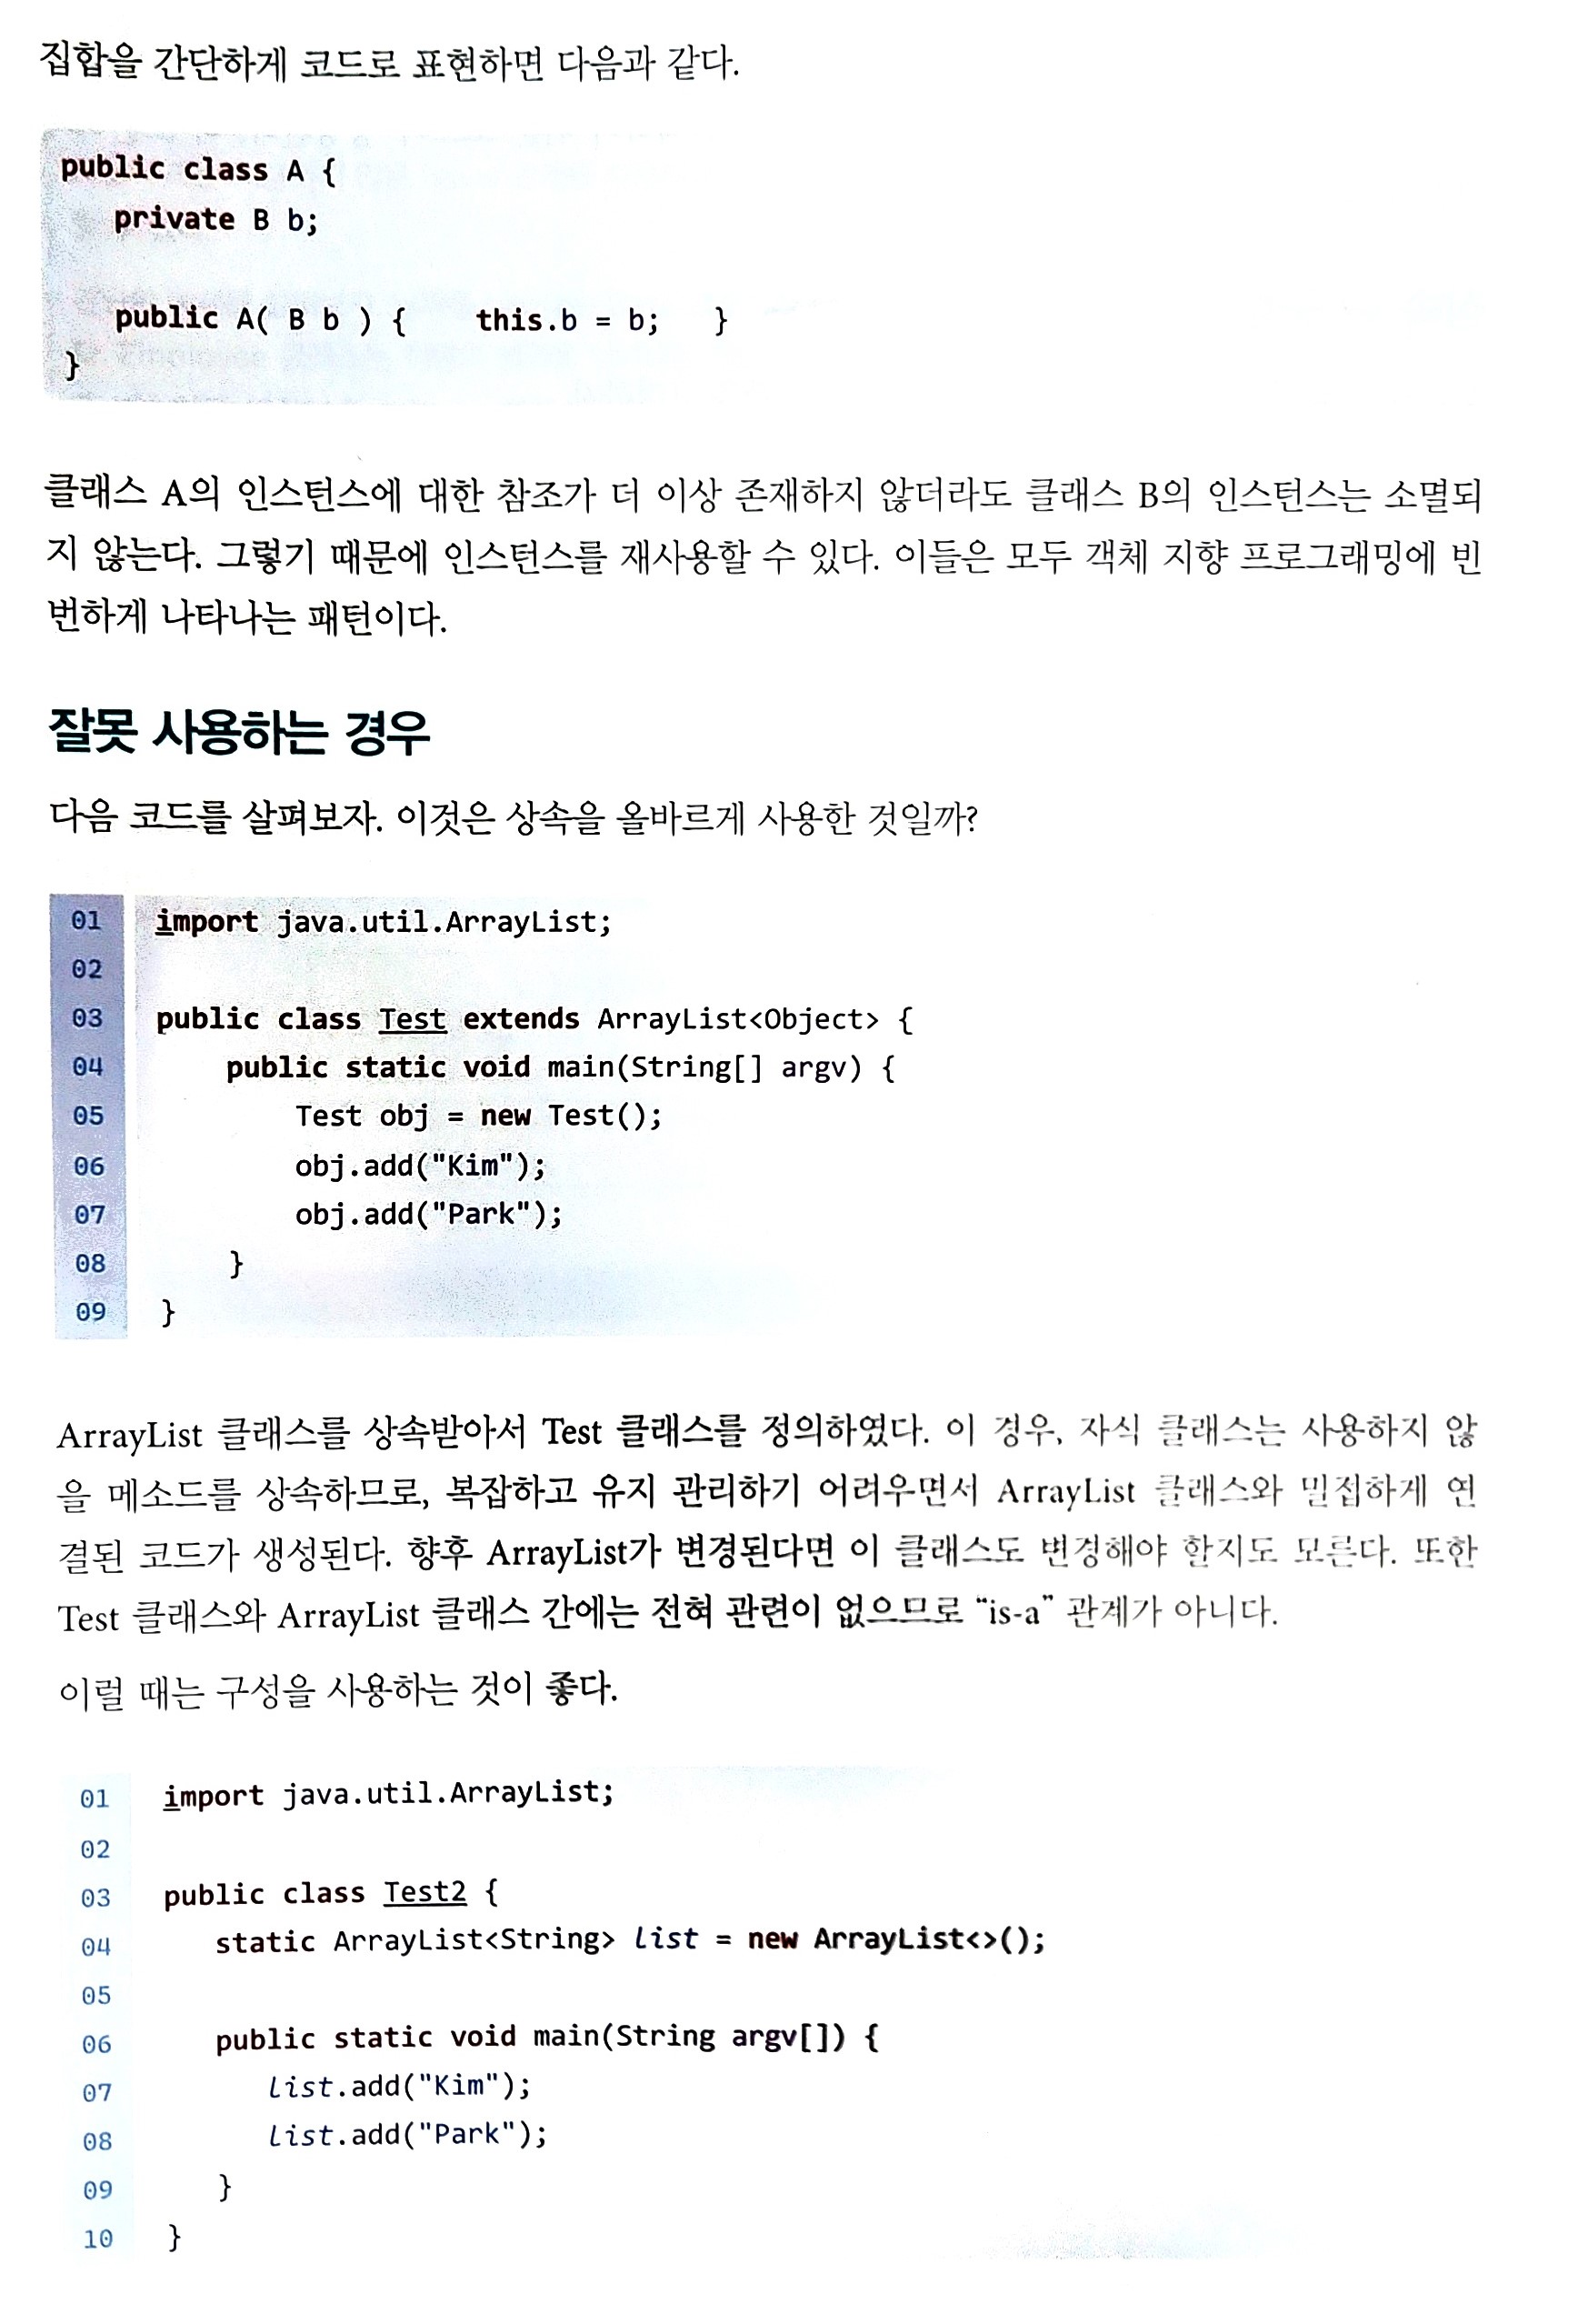 집합을 간단하게 코드로 표현하면 다음과 같다.
public class A {
private B b;
public A( B b ) { this.b = b; }
}
클래스 A의 인스턴스에 대한 참조가 더 이상 존재하지 않더라도 클래스 B의 인스턴스는 소멸되
지 않는다. 그렇기 때문에 인스턴스를 재사용할 수 있다. 이들은 모두 객체 지향 프로그래밍에 빈
번하게 나타나는 패턴이다.
잘못 사용하는 경우
다음 코드를 살펴보자. 이것은 상속을 올바르게 사용한 것일까?
01 import java.util.ArrayList;
02
03 public class Test extends ArrayList<Object> {
04 public static void main(String[] argv) {
05 Test obj = new Test();
06 obj.add("Kim");
07 obj.add("Park");
08 }
09 }
ArrayList 클래스를 상속받아서 Test 클래스를 정의하였다. 이 경우, 자식 클래스는 사용하지 않
을 메소드를 상속하므로, 복잡하고 유지 관리하기 어려우면서 ArrayList 클래스와 밀접하게 연
결된 코드가 생성된다. 향후 ArrayList가 변경된다면 이 클래스도 변경해야 할지도 모른다. 또한
Test 클래스와 ArrayList 클래스 간에는 전혀 관련이 없으므로 “is-a” 관계가 아니다.
이럴 때는 구성을 사용하는 것이 좋다.
01 import java.util.ArrayList;
02
03 public class Test2 {
04 static ArrayList<String> list = new ArrayList<>();
05
06 public static void main(String argv[]) {
07 list.add("Kim");
08 list.add("Park");
09 }
10 }